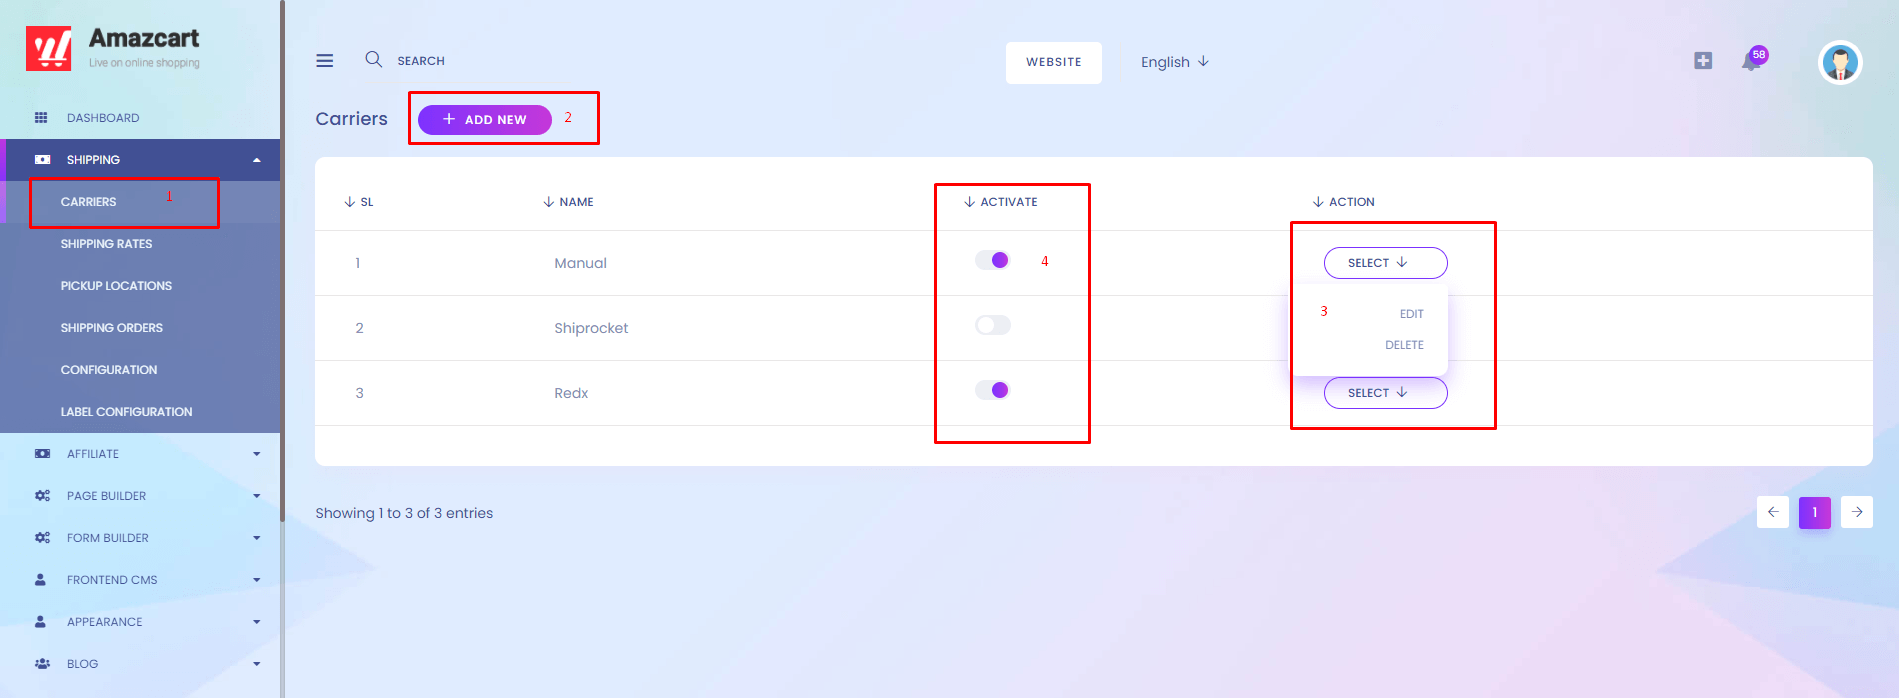 Amazcart
Live on online shopping
DASHBOARD
SHIPPING
CARRIERS 1
SHIPPING RATES
PICKUP LOCATIONS
SHIPPING ORDERS
CONFIGURATION
LABEL CONFIGURATION
AFFILIATE
PAGE BUILDER
FORM BUILDER
FRONTEND CMS
APPEARANCE
BLOG
SEARCH
WEBSITE
English
58
Carriers
ADD NEW 2
SL NAME ACTIVATE ACTION
1 Manual 4 SELECT
3 EDIT
2 Shiprocket
DELETE
3 Redx SELECT
Showing 1 to 3 of 3 entries
1